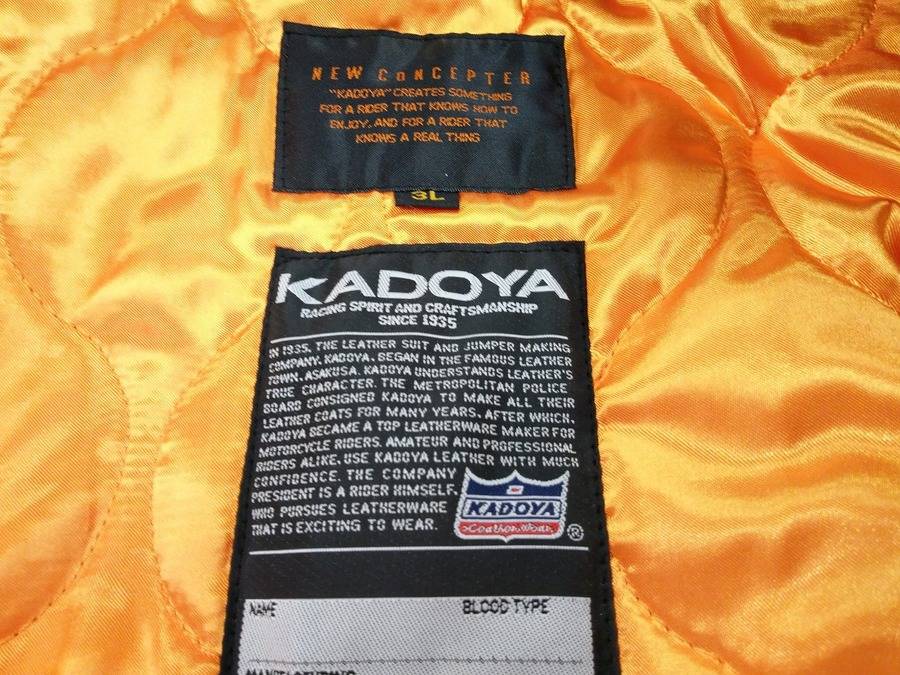 NEW CONCEPTER
"KADOYA" CREATES SOMETHING
FOR A RIDER THAT KNOWS HOW TO
ENJOY, AND FOR A RIDER THAT
KNOWS A REAL THING
3L
KADOYA
RACING SPIRIT AND CRAFTSMANSHIP
SINCE 1935
IN 1935, THE LEATHER SUIT AND JUMPER MAKING
COMPANY, KADOYA, BEGAN IN THE FAMOUS LEATHER
TOWN, ASAKUSA. KADOYA UNDERSTANDS LEATHER'S
TRUE CHARACTER. THE METROPOLITAN POLICE
BOARD CONSIGNED KADOYA TO MAKE ALL THEIR
LEATHER COATS FOR MANY YEARS. AFTER WHICH,
KADOYA BECAME A TOP LEATHERWARE MAKER FOR
MOTORCYCLE RIDERS. AMATEUR AND PROFESSIONAL
RIDERS ALIKE, USE KADOYA LEATHER WITH MUCH
CONFIDENCE. THE COMPANY
PRESIDENT IS A RIDER HIMSELF,
WHO PURSUES LEATHERWARE
THAT IS EXCITING TO WEAR.
KADOYA
Leather Wear
®
NAME BLOOD TYPE